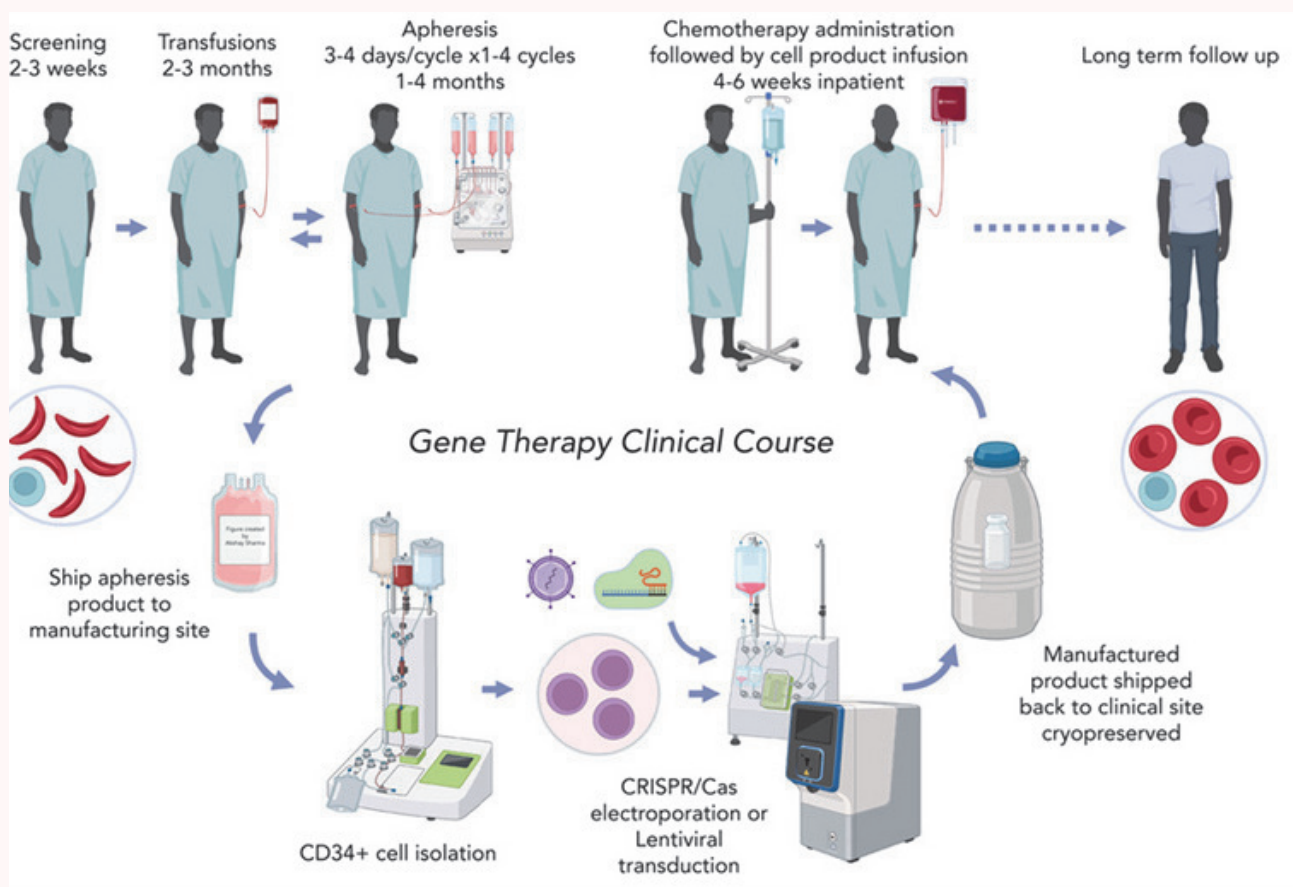 Screening
2-3 weeks
Transfusions
2-3 months
Apheresis
3-4 days/cycle x1-4 cycles
1-4 months
Chemotherapy administration
followed by cell product infusion
4-6 weeks inpatient
Long term follow up
Gene Therapy Clinical Course
Figure created
by
Akshay Sharma
Ship apheresis
product to
manufacturing site
CD34+ cell isolation
CRISPR/Cas
electroporation or
Lentiviral
transduction
Manufactured
product shipped
back to clinical site
cryopreserved